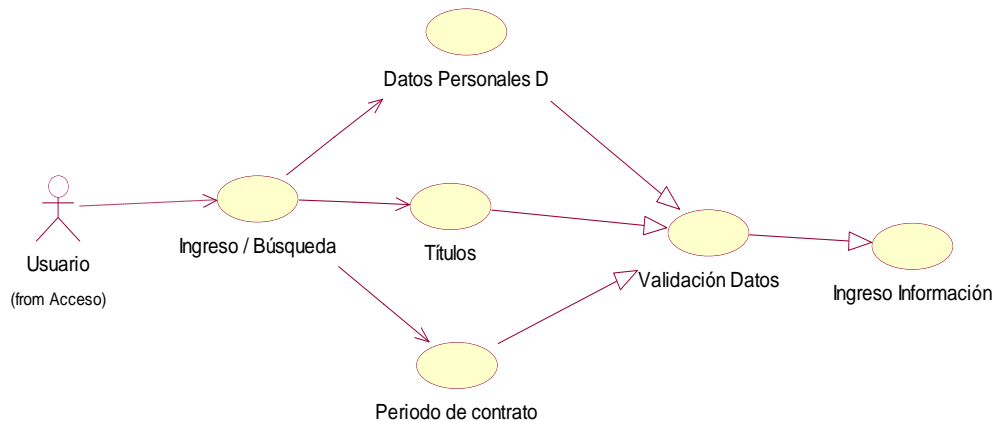 Datos Personales D
Ingreso / Búsqueda
Títulos
Usuario
(from Acceso)
Validación Datos
Ingreso Información
Periodo de contrato